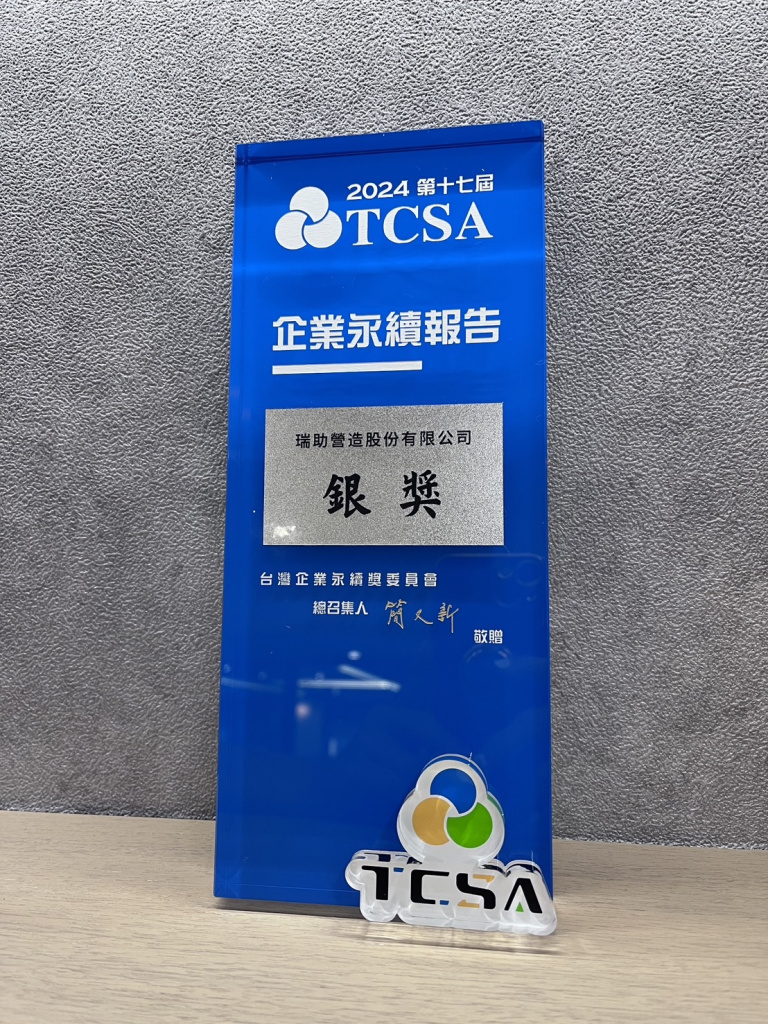 2024 第十七屆
TCSA
企業永續報告
瑞助營造股份有限公司
銀獎
台灣企業永續獎委員會
總召集人 簡又新
敬贈
TCSA